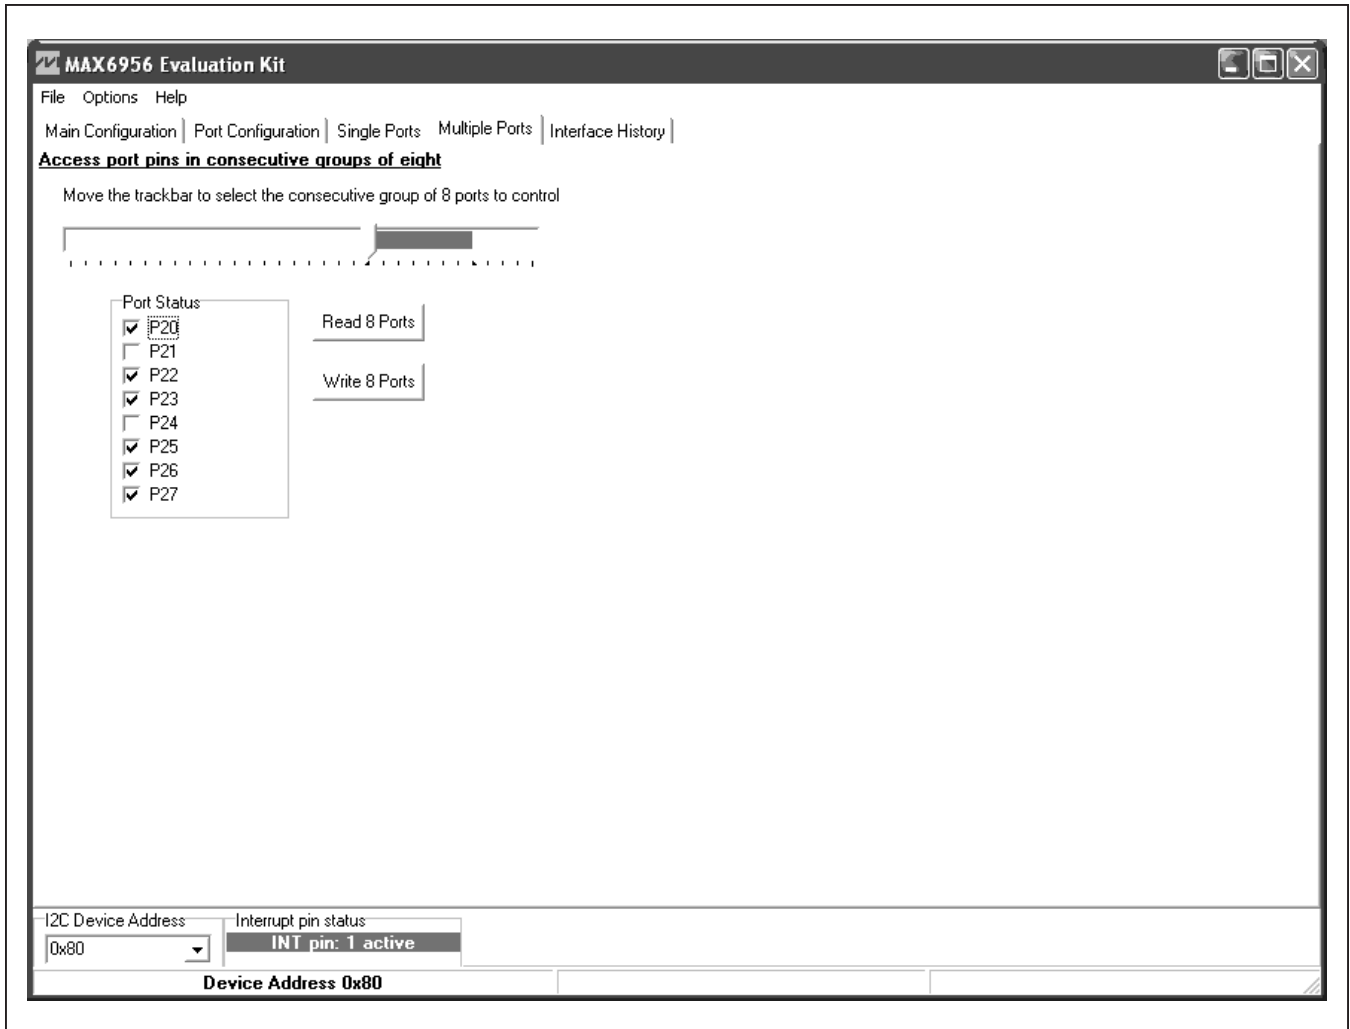 MAX6956 Evaluation Kit
File Options Help
Main Configuration Port Configuration Single Ports Multiple Ports Interface History
Access port pins in consecutive groups of eight
Move the trackbar to select the consecutive group of 8 ports to control
Port Status
P20
P21
P22
P23
P24
P25
P26
P27
Read 8 Ports
Write 8 Ports
I2C Device Address
0x80
Interrupt pin status
INT pin: 1 active
Device Address 0x80